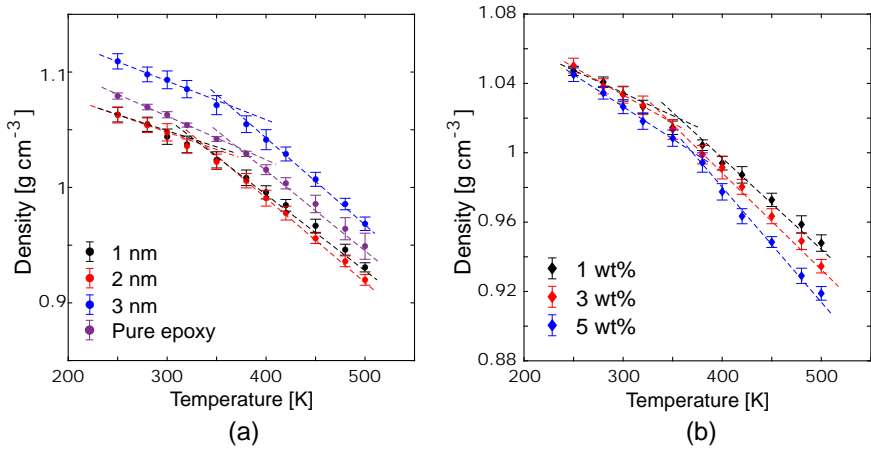 1.1
1
0.9
Density [g cm⁻³]
1 nm
2 nm
3 nm
Pure epoxy
200 300 400 500
Temperature [K]
(a)
1.08
1.04
1
0.96
0.92
0.88
Density [g cm⁻³]
1 wt%
3 wt%
5 wt%
200 300 400 500
Temperature [K]
(b)